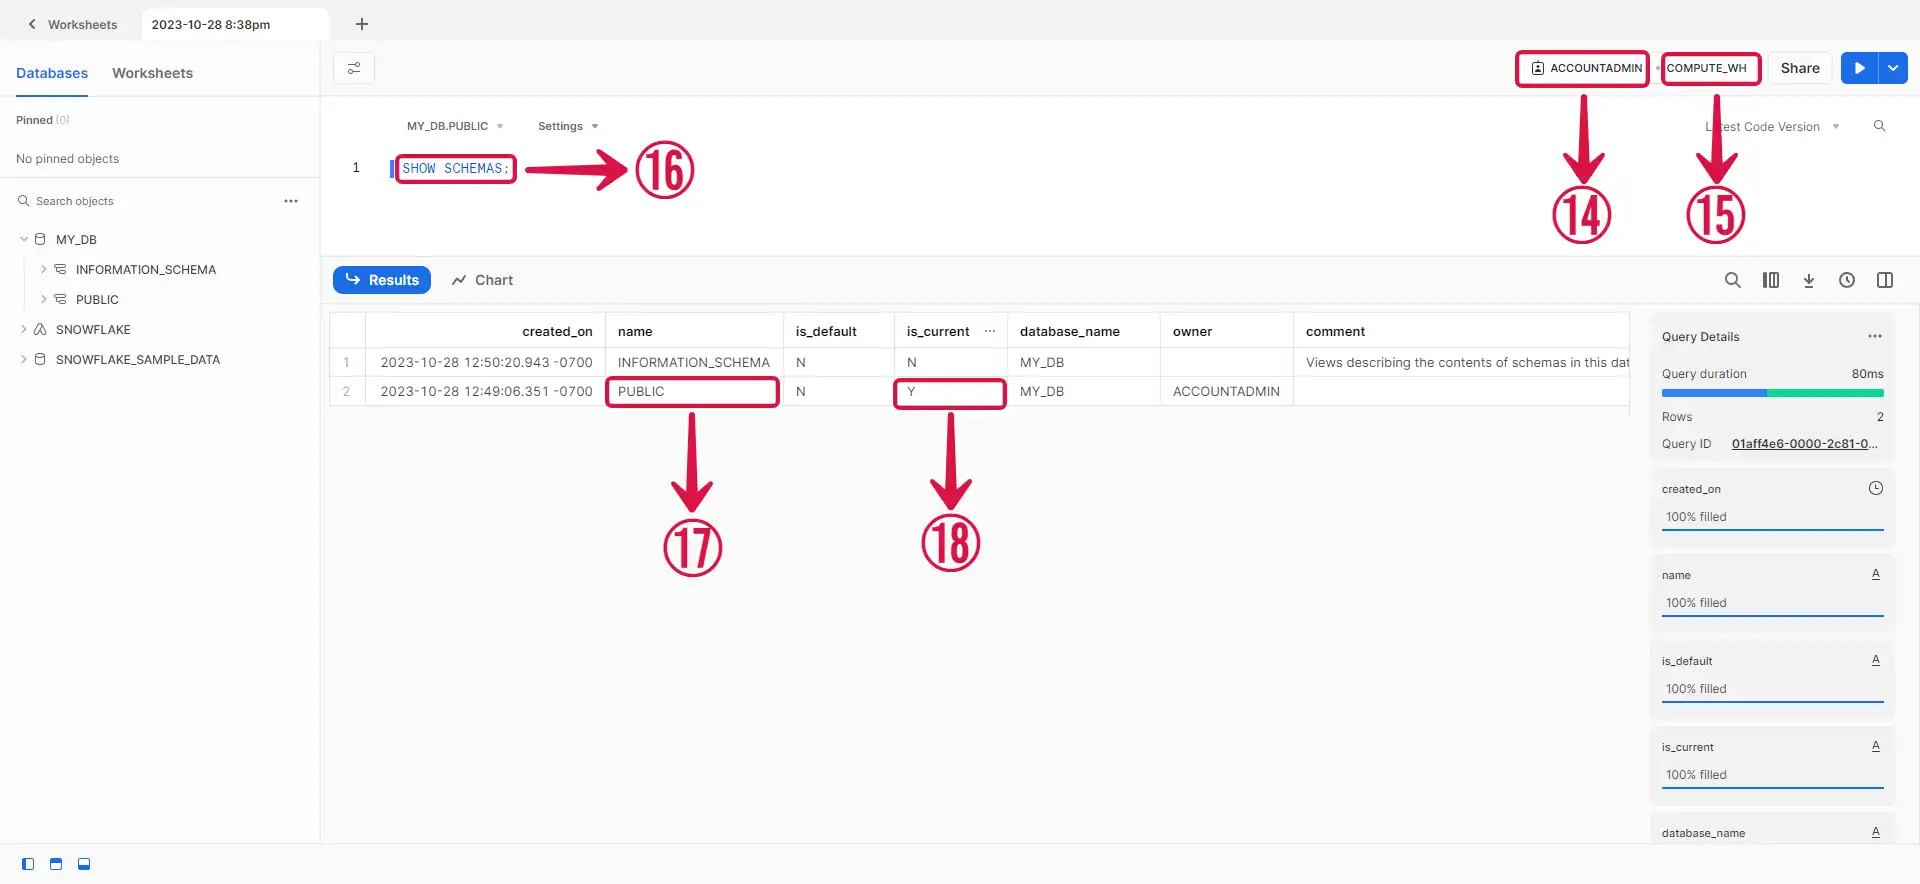 Worksheets
2023-10-28 8:38pm
+
Databases
Worksheets
ACCOUNTADMIN
COMPUTE_WH
Share
Pinned (0)
No pinned objects
MY_DB.PUBLIC
Settings
Code Version
1
SHOW SCHEMAS;
16
14
15
Search objects
MY_DB
INFORMATION_SCHEMA
PUBLIC
SNOWFLAKE
SNOWFLAKE_SAMPLE_DATA
Results
Chart
created_on name is_default is_current ... database_name owner comment
1 2023-10-28 12:50:20.943 -0700 INFORMATION_SCHEMA N N MY_DB Views describing the contents of schemas in this dat
2 2023-10-28 12:49:06.351 -0700 PUBLIC N Y MY_DB ACCOUNTADMIN
17
18
Query Details
Query duration 80ms
Rows 2
Query ID 01aff4e6-0000-2c81-0...
created_on
100% filled
name A
100% filled
is_default A
100% filled
is_current A
100% filled
database_name A